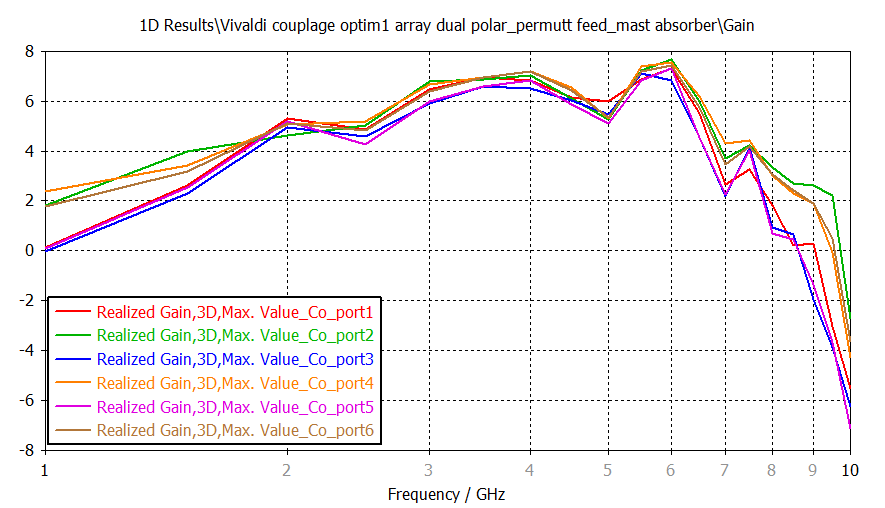 1D Results\Vivaldi couplage optim1 array dual polar_permutt feed_mast absorber\Gain
8
6
4
2
0
-2
-4
-6
-8
Realized Gain,3D,Max. Value_Co_port1
Realized Gain,3D,Max. Value_Co_port2
Realized Gain,3D,Max. Value_Co_port3
Realized Gain,3D,Max. Value_Co_port4
Realized Gain,3D,Max. Value_Co_port5
Realized Gain,3D,Max. Value_Co_port6
1 2 3 4 5 6 7 8 9 10
Frequency / GHz